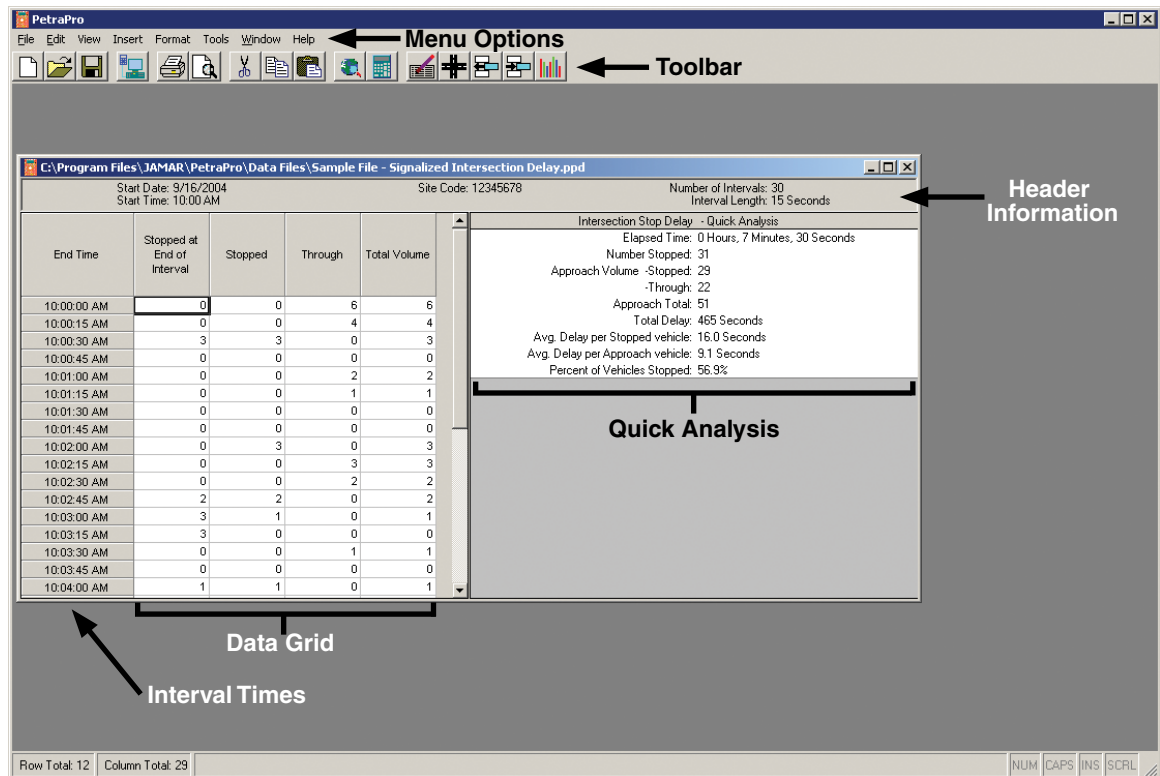 PetraPro
File Edit View Insert Format Tools Window Help
Menu Options
Toolbar
C:\Program Files\JAMAR\PetraPro\Data Files\Sample File - Signalized Intersection Delay.ppd
Start Date: 9/16/2004 Site Code: 12345678 Number of Intervals: 30
Start Time: 10:00 AM Interval Length: 15 Seconds
Header
Information
End Time Stopped at End of Interval Stopped Through Total Volume
10:00:00 AM 0 0 6 6
10:00:15 AM 0 0 4 4
10:00:30 AM 3 3 0 3
10:00:45 AM 0 0 0 0
10:01:00 AM 0 0 2 2
10:01:15 AM 0 0 1 1
10:01:30 AM 0 0 0 0
10:01:45 AM 0 0 0 0
10:02:00 AM 0 3 0 3
10:02:15 AM 0 0 3 3
10:02:30 AM 0 0 2 2
10:02:45 AM 2 2 0 2
10:03:00 AM 3 1 0 1
10:03:15 AM 3 0 0 0
10:03:30 AM 0 0 1 1
10:03:45 AM 0 0 0 0
10:04:00 AM 1 1 0 1
Intersection Stop Delay - Quick Analysis
Elapsed Time: 0 Hours, 7 Minutes, 30 Seconds
Number Stopped: 31
Approach Volume -Stopped: 29
-Through: 22
Approach Total: 51
Total Delay: 465 Seconds
Avg. Delay per Stopped vehicle: 16.0 Seconds
Avg. Delay per Approach vehicle: 9.1 Seconds
Percent of Vehicles Stopped: 56.9%
Quick Analysis
Data Grid
Interval Times
Row Total: 12 Column Total: 29 NUM CAPS INS SCRL